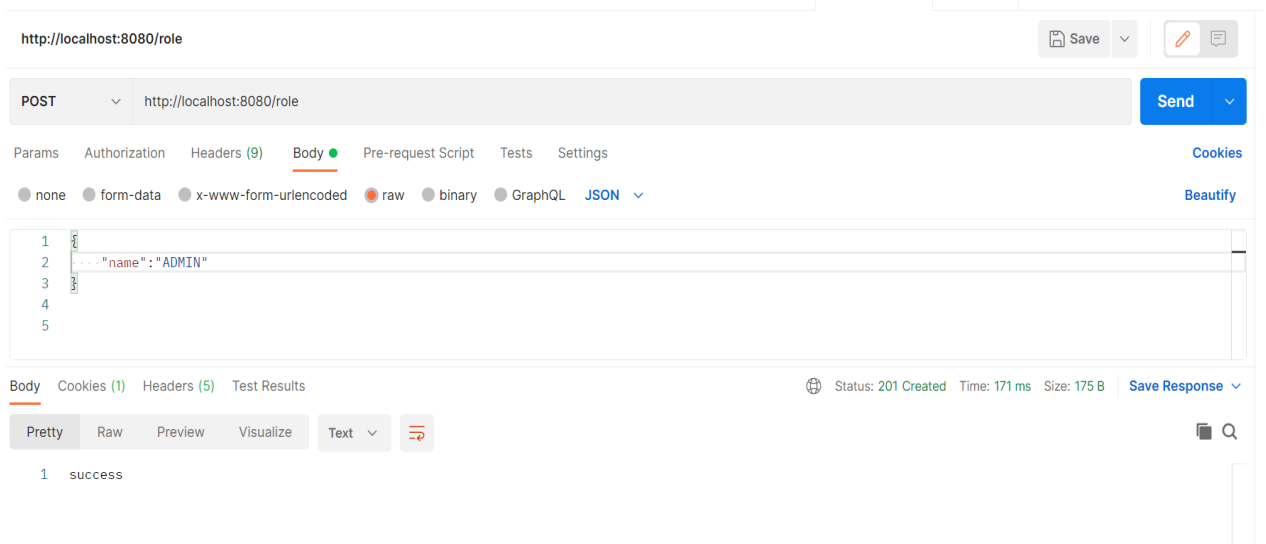 http://localhost:8080/role
Save
POST http://localhost:8080/role Send
Params Authorization Headers (9) Body Pre-request Script Tests Settings Cookies
none form-data x-www-form-urlencoded raw binary GraphQL JSON Beautify
1 {
2 "name":"ADMIN"
3 }
4
5
Body Cookies (1) Headers (5) Test Results Status: 201 Created Time: 171 ms Size: 175 B Save Response
Pretty Raw Preview Visualize Text
1 success